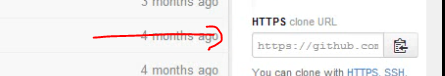 3 months ago
4 months ago
4 months ago
HTTPS clone URL
https://github.com
You can clone with HTTPS, SSH,